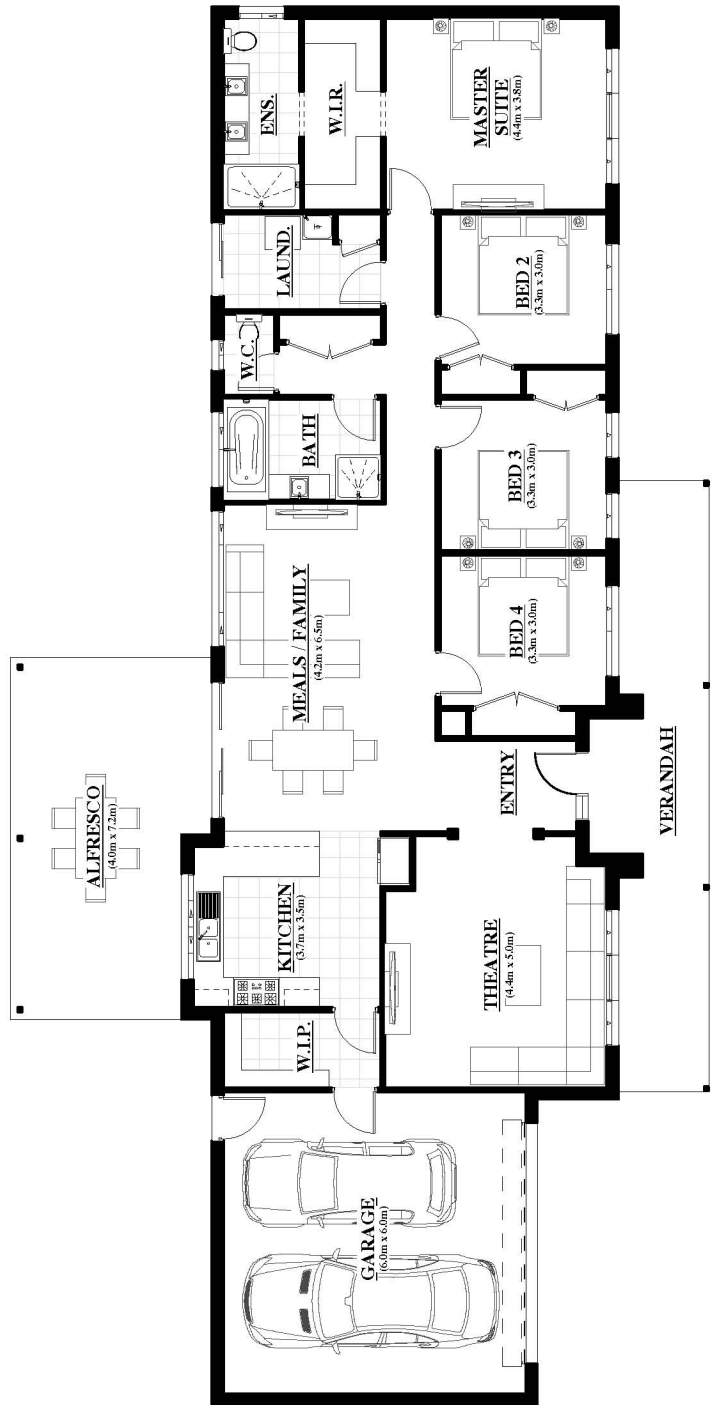 ENS.
W.I.R.
MASTER
SUITE
(4.4m x 3.8m)
LAUND.
BED 2
(3.3m x 3.0m)
W.C.
BATH
BED 3
(3.3m x 3.0m)
MEALS / FAMILY
(4.2m x 6.5m)
BED 4
(3.3m x 3.0m)
ALFRESCO
(4.0m x 7.2m)
ENTRY
VERANDAH
KITCHEN
(3.7m x 3.5m)
THEATRE
(4.4m x 5.0m)
W.I.P.
GARAGE
(6.0m x 6.0m)